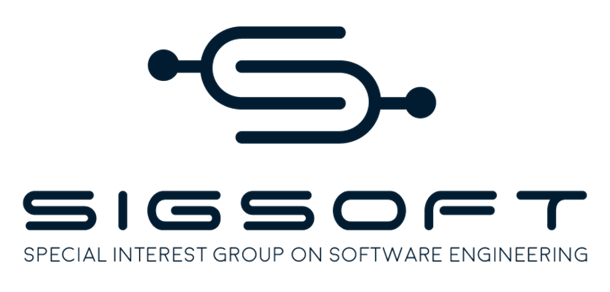 SIGSOFT
SPECIAL INTEREST GROUP ON SOFTWARE ENGINEERING